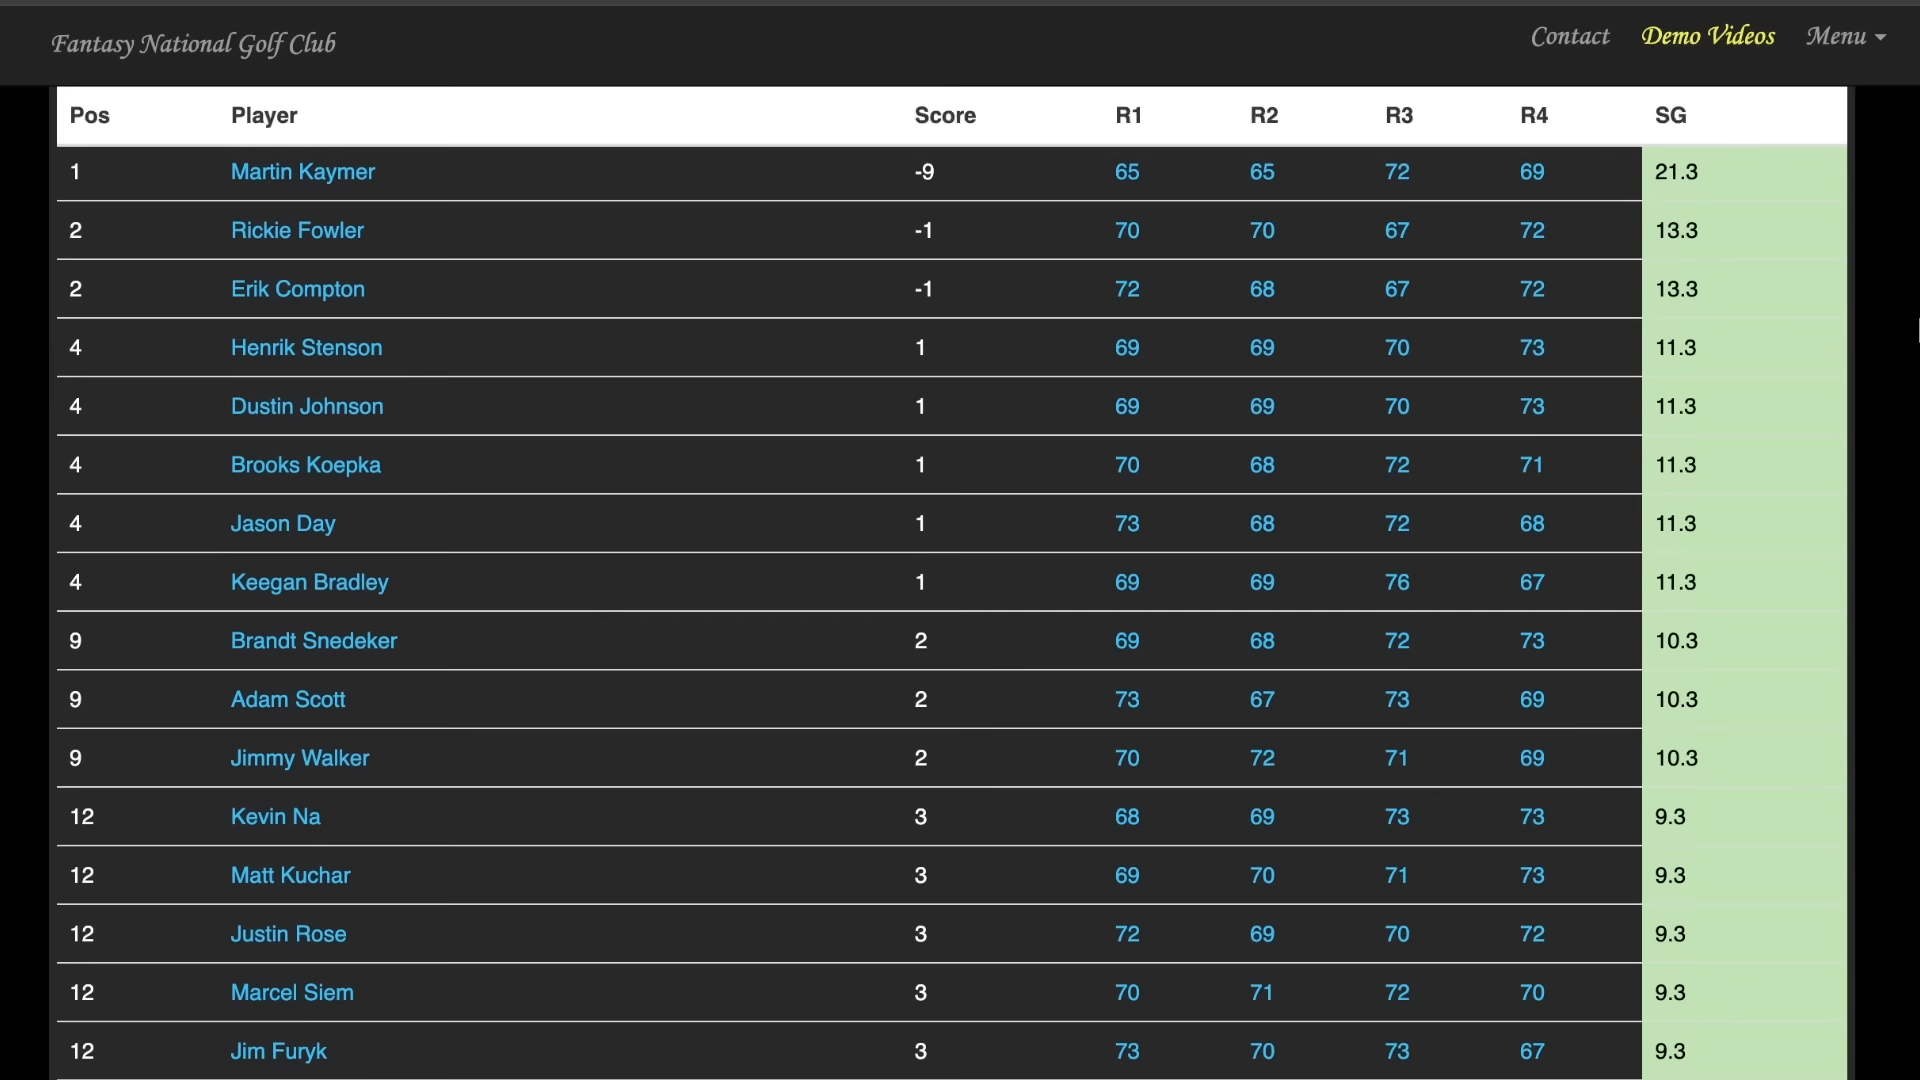 Fantasy National Golf Club Contact Demo Videos Menu
Pos Player Score R1 R2 R3 R4 SG
1 Martin Kaymer -9 65 65 72 69 21.3
2 Rickie Fowler -1 70 70 67 72 13.3
2 Erik Compton -1 72 68 67 72 13.3
4 Henrik Stenson 1 69 69 70 73 11.3
4 Dustin Johnson 1 69 69 70 73 11.3
4 Brooks Koepka 1 70 68 72 71 11.3
4 Jason Day 1 73 68 72 68 11.3
4 Keegan Bradley 1 69 69 76 67 11.3
9 Brandt Snedeker 2 69 68 72 73 10.3
9 Adam Scott 2 73 67 73 69 10.3
9 Jimmy Walker 2 70 72 71 69 10.3
12 Kevin Na 3 68 69 73 73 9.3
12 Matt Kuchar 3 69 70 71 73 9.3
12 Justin Rose 3 72 69 70 72 9.3
12 Marcel Siem 3 70 71 72 70 9.3
12 Jim Furyk 3 73 70 73 67 9.3